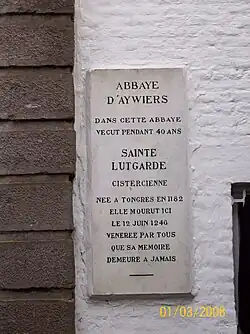 ABBAYE
D'AYWIERS
DANS CETTE ABBAYE
VECUT PENDANT 40 ANS
SAINTE
LUTGARDE
CISTERCIENNE
NEE A TONGRES EN 1182
ELLE MOURUT ICI
LE 12 JUIN 1246
VENEREE PAR TOUS
QUE SA MEMOIRE
DEMEURE A JAMAIS
01/03/2008